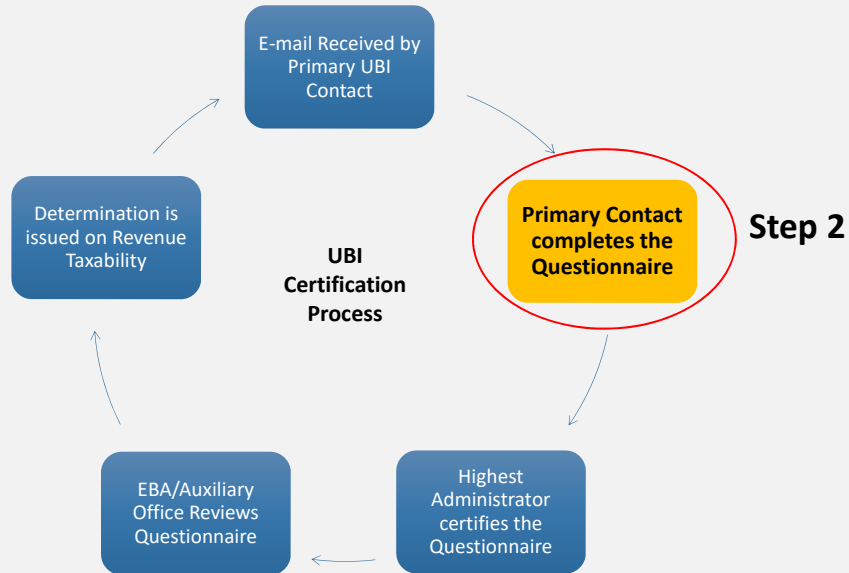 E-mail Received by
Primary UBI
Contact
Primary Contact
completes the
Questionnaire
Step 2
Highest
Administrator
certifies the
Questionnaire
EBA/Auxiliary
Office Reviews
Questionnaire
Determination is
issued on Revenue
Taxability
UBI
Certification
Process